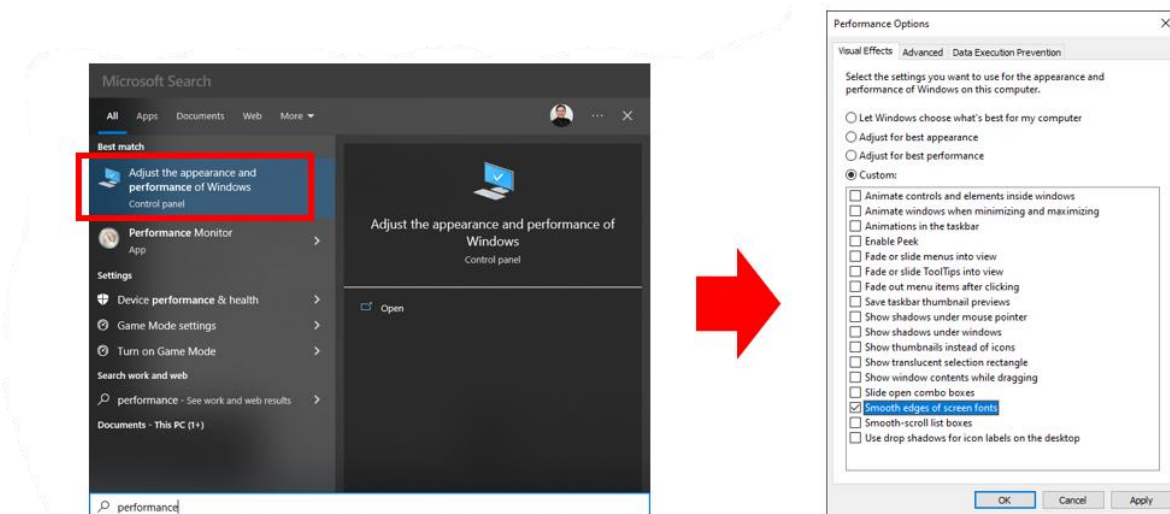 Microsoft Search
All Apps Documents Web More
Best match
Adjust the appearance and
performance of Windows
Control panel
Performance Monitor
App
Settings
Device performance & health
Game Mode settings
Turn on Game Mode
Search work and web
performance - See work and web results
Documents - This PC (1+)
performance
Adjust the appearance and performance of
Windows
Control panel
Open
Performance Options
Visual Effects Advanced Data Execution Prevention
Select the settings you want to use for the appearance and
performance of Windows on this computer.
Let Windows choose what's best for my computer
Adjust for best appearance
Adjust for best performance
Custom:
Animate controls and elements inside windows
Animate windows when minimizing and maximizing
Animations in the taskbar
Enable Peek
Fade or slide menus into view
Fade or slide ToolTips into view
Fade out menu items after clicking
Save taskbar thumbnail previews
Show shadows under mouse pointer
Show shadows under windows
Show thumbnails instead of icons
Show translucent selection rectangle
Show window contents while dragging
Slide open combo boxes
Smooth edges of screen fonts
Smooth-scroll list boxes
Use drop shadows for icon labels on the desktop
OK Cancel Apply